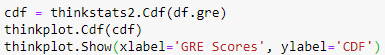 cdf = thinkstats2.Cdf(df.gre)
thinkplot.Cdf(cdf)
thinkplot.Show(xlabel='GRE Scores', ylabel='CDF')